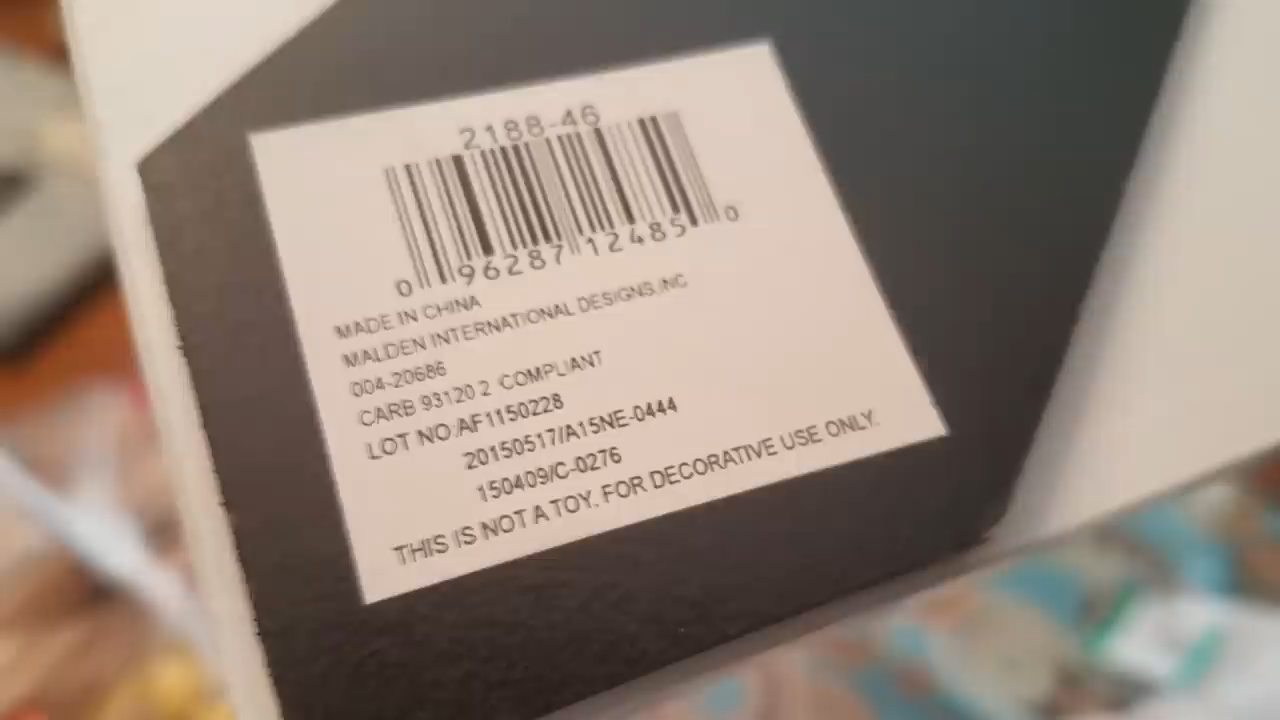 2188-46
0 96287 12485 0
MADE IN CHINA
MALDEN INTERNATIONAL DESIGNS,INC
004-20686
CARB 93120 2 COMPLIANT
LOT NO:AF1150228
20150517/A15NE-0444
150409/C-0276
THIS IS NOT A TOY. FOR DECORATIVE USE ONLY.